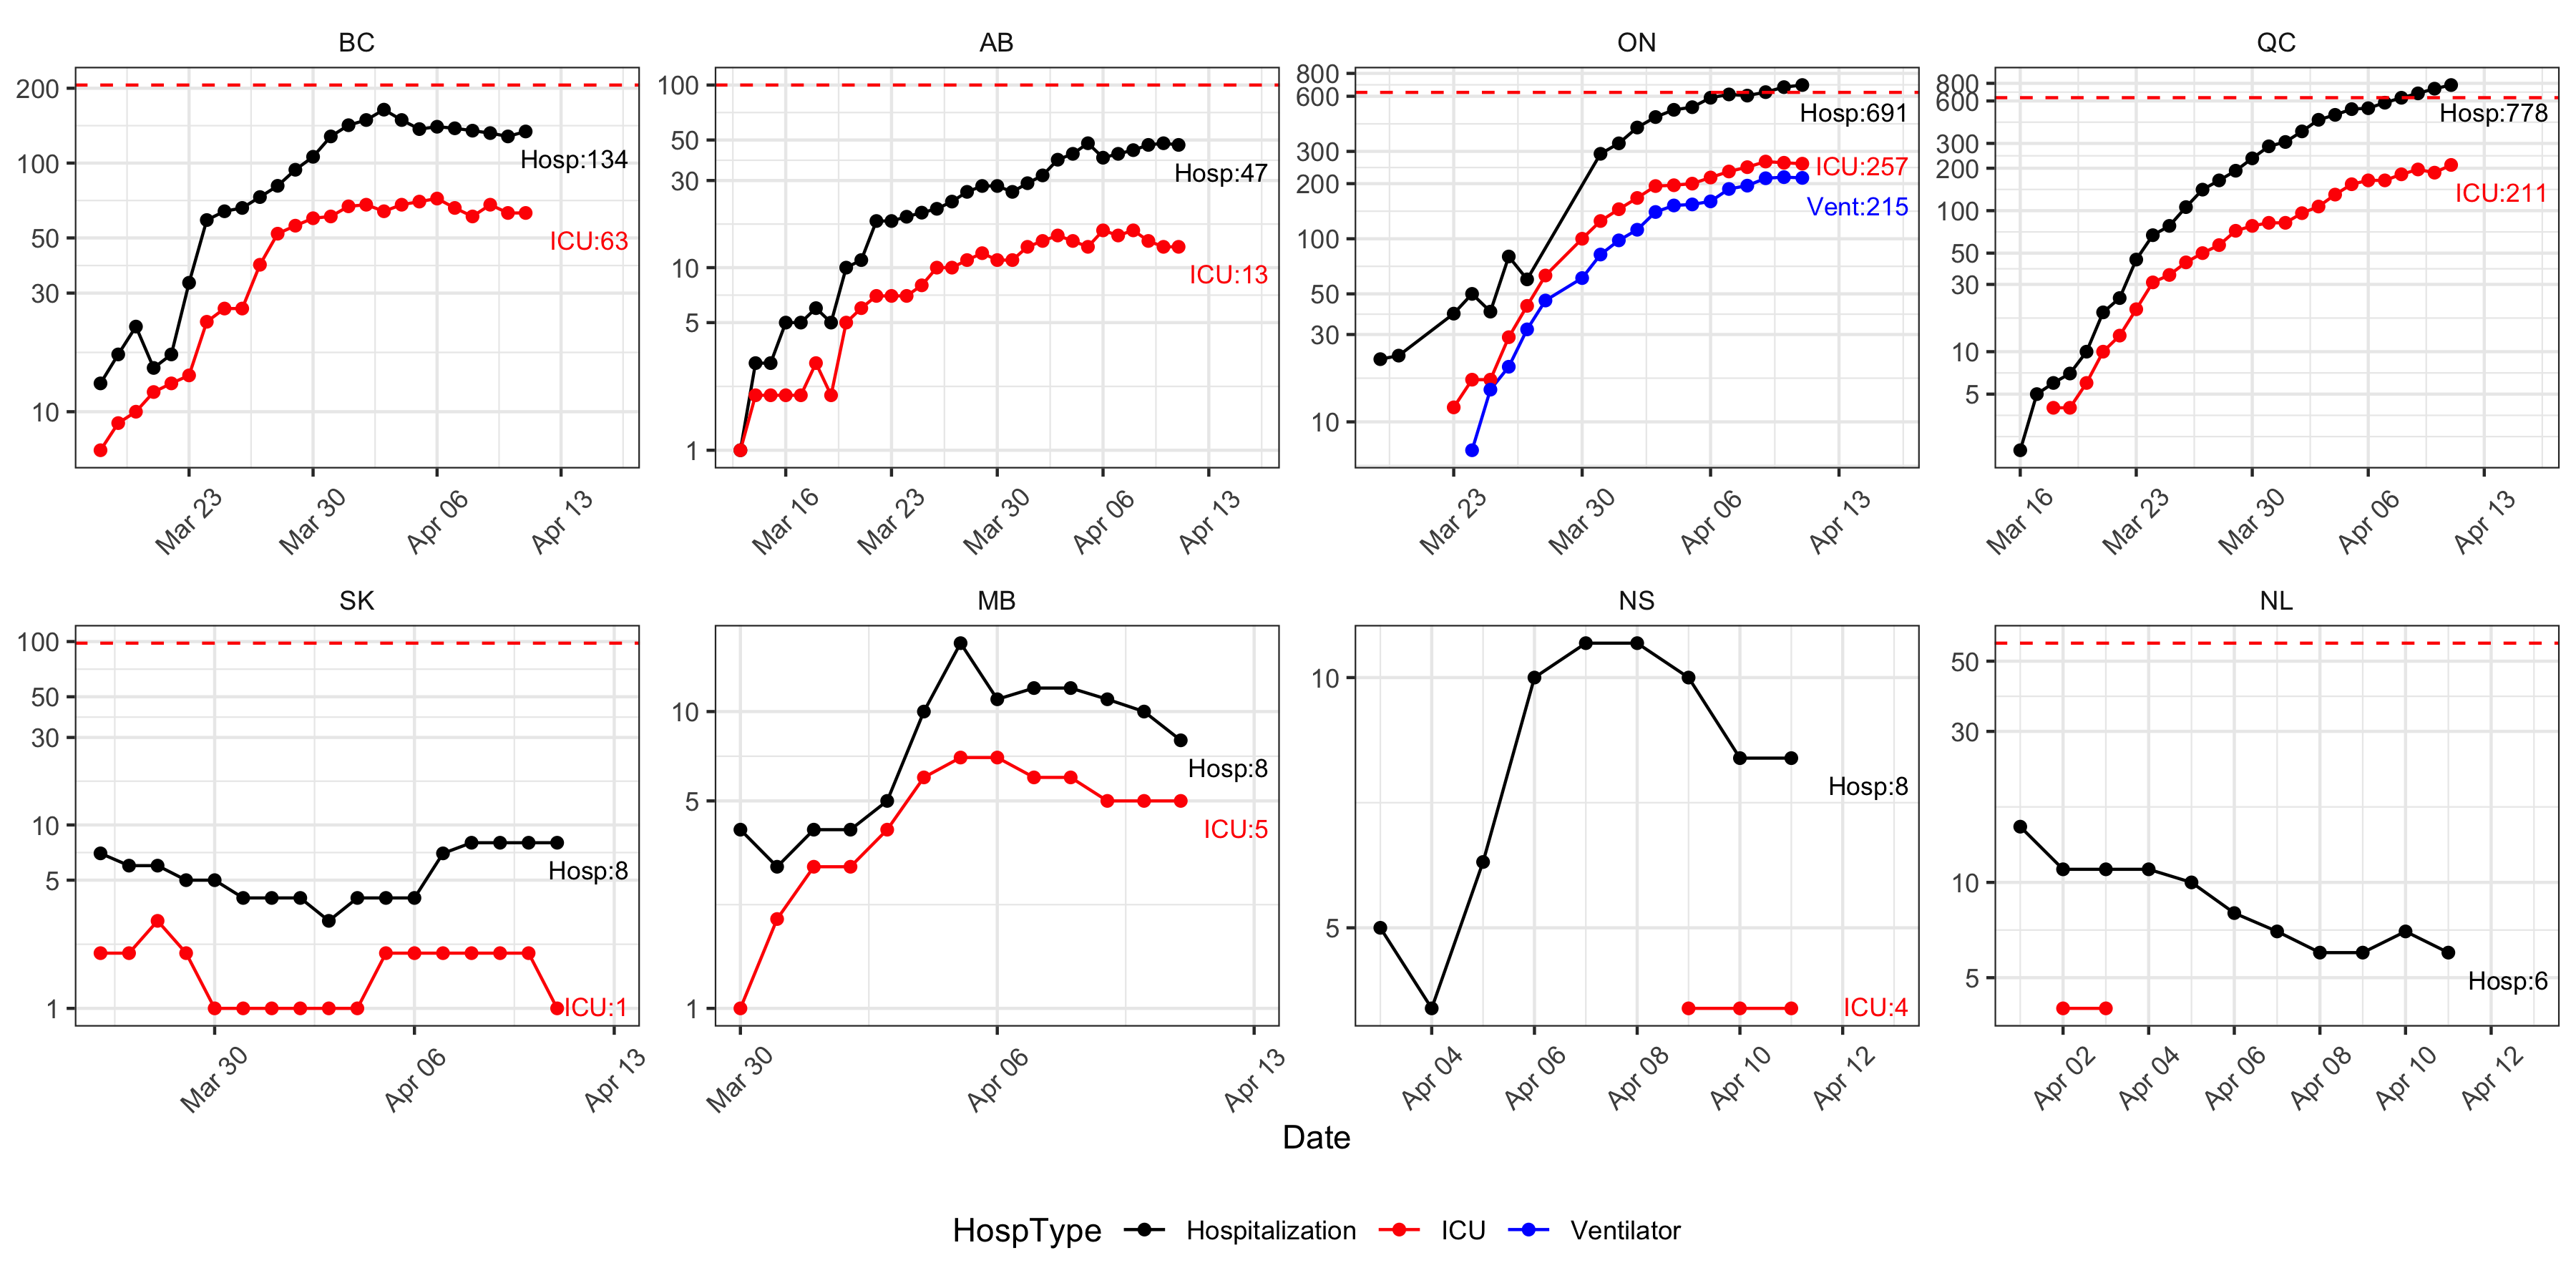 BC
200
100
50
30
10
Hosp:134
ICU:63
Mar 23
Mar 30
Apr 06
Apr 13
AB
100
50
30
10
5
1
Hosp:47
ICU:13
Mar 16
Mar 23
Mar 30
Apr 06
Apr 13
ON
800
600
300
200
100
50
30
10
Hosp:691
ICU:257
Vent:215
Mar 23
Mar 30
Apr 06
Apr 13
QC
800
600
300
200
100
50
30
10
5
Hosp:778
ICU:211
Mar 16
Mar 23
Mar 30
Apr 06
Apr 13
SK
100
50
30
10
5
1
Hosp:8
ICU:1
Mar 30
Apr 06
Apr 13
MB
10
5
1
Hosp:8
ICU:5
Mar 30
Apr 06
Apr 13
NS
10
5
Hosp:8
ICU:4
Apr 04
Apr 06
Apr 08
Apr 10
Apr 12
NL
50
30
10
5
Hosp:6
Apr 02
Apr 04
Apr 06
Apr 08
Apr 10
Apr 12
Date
HospType Hospitalization ICU Ventilator